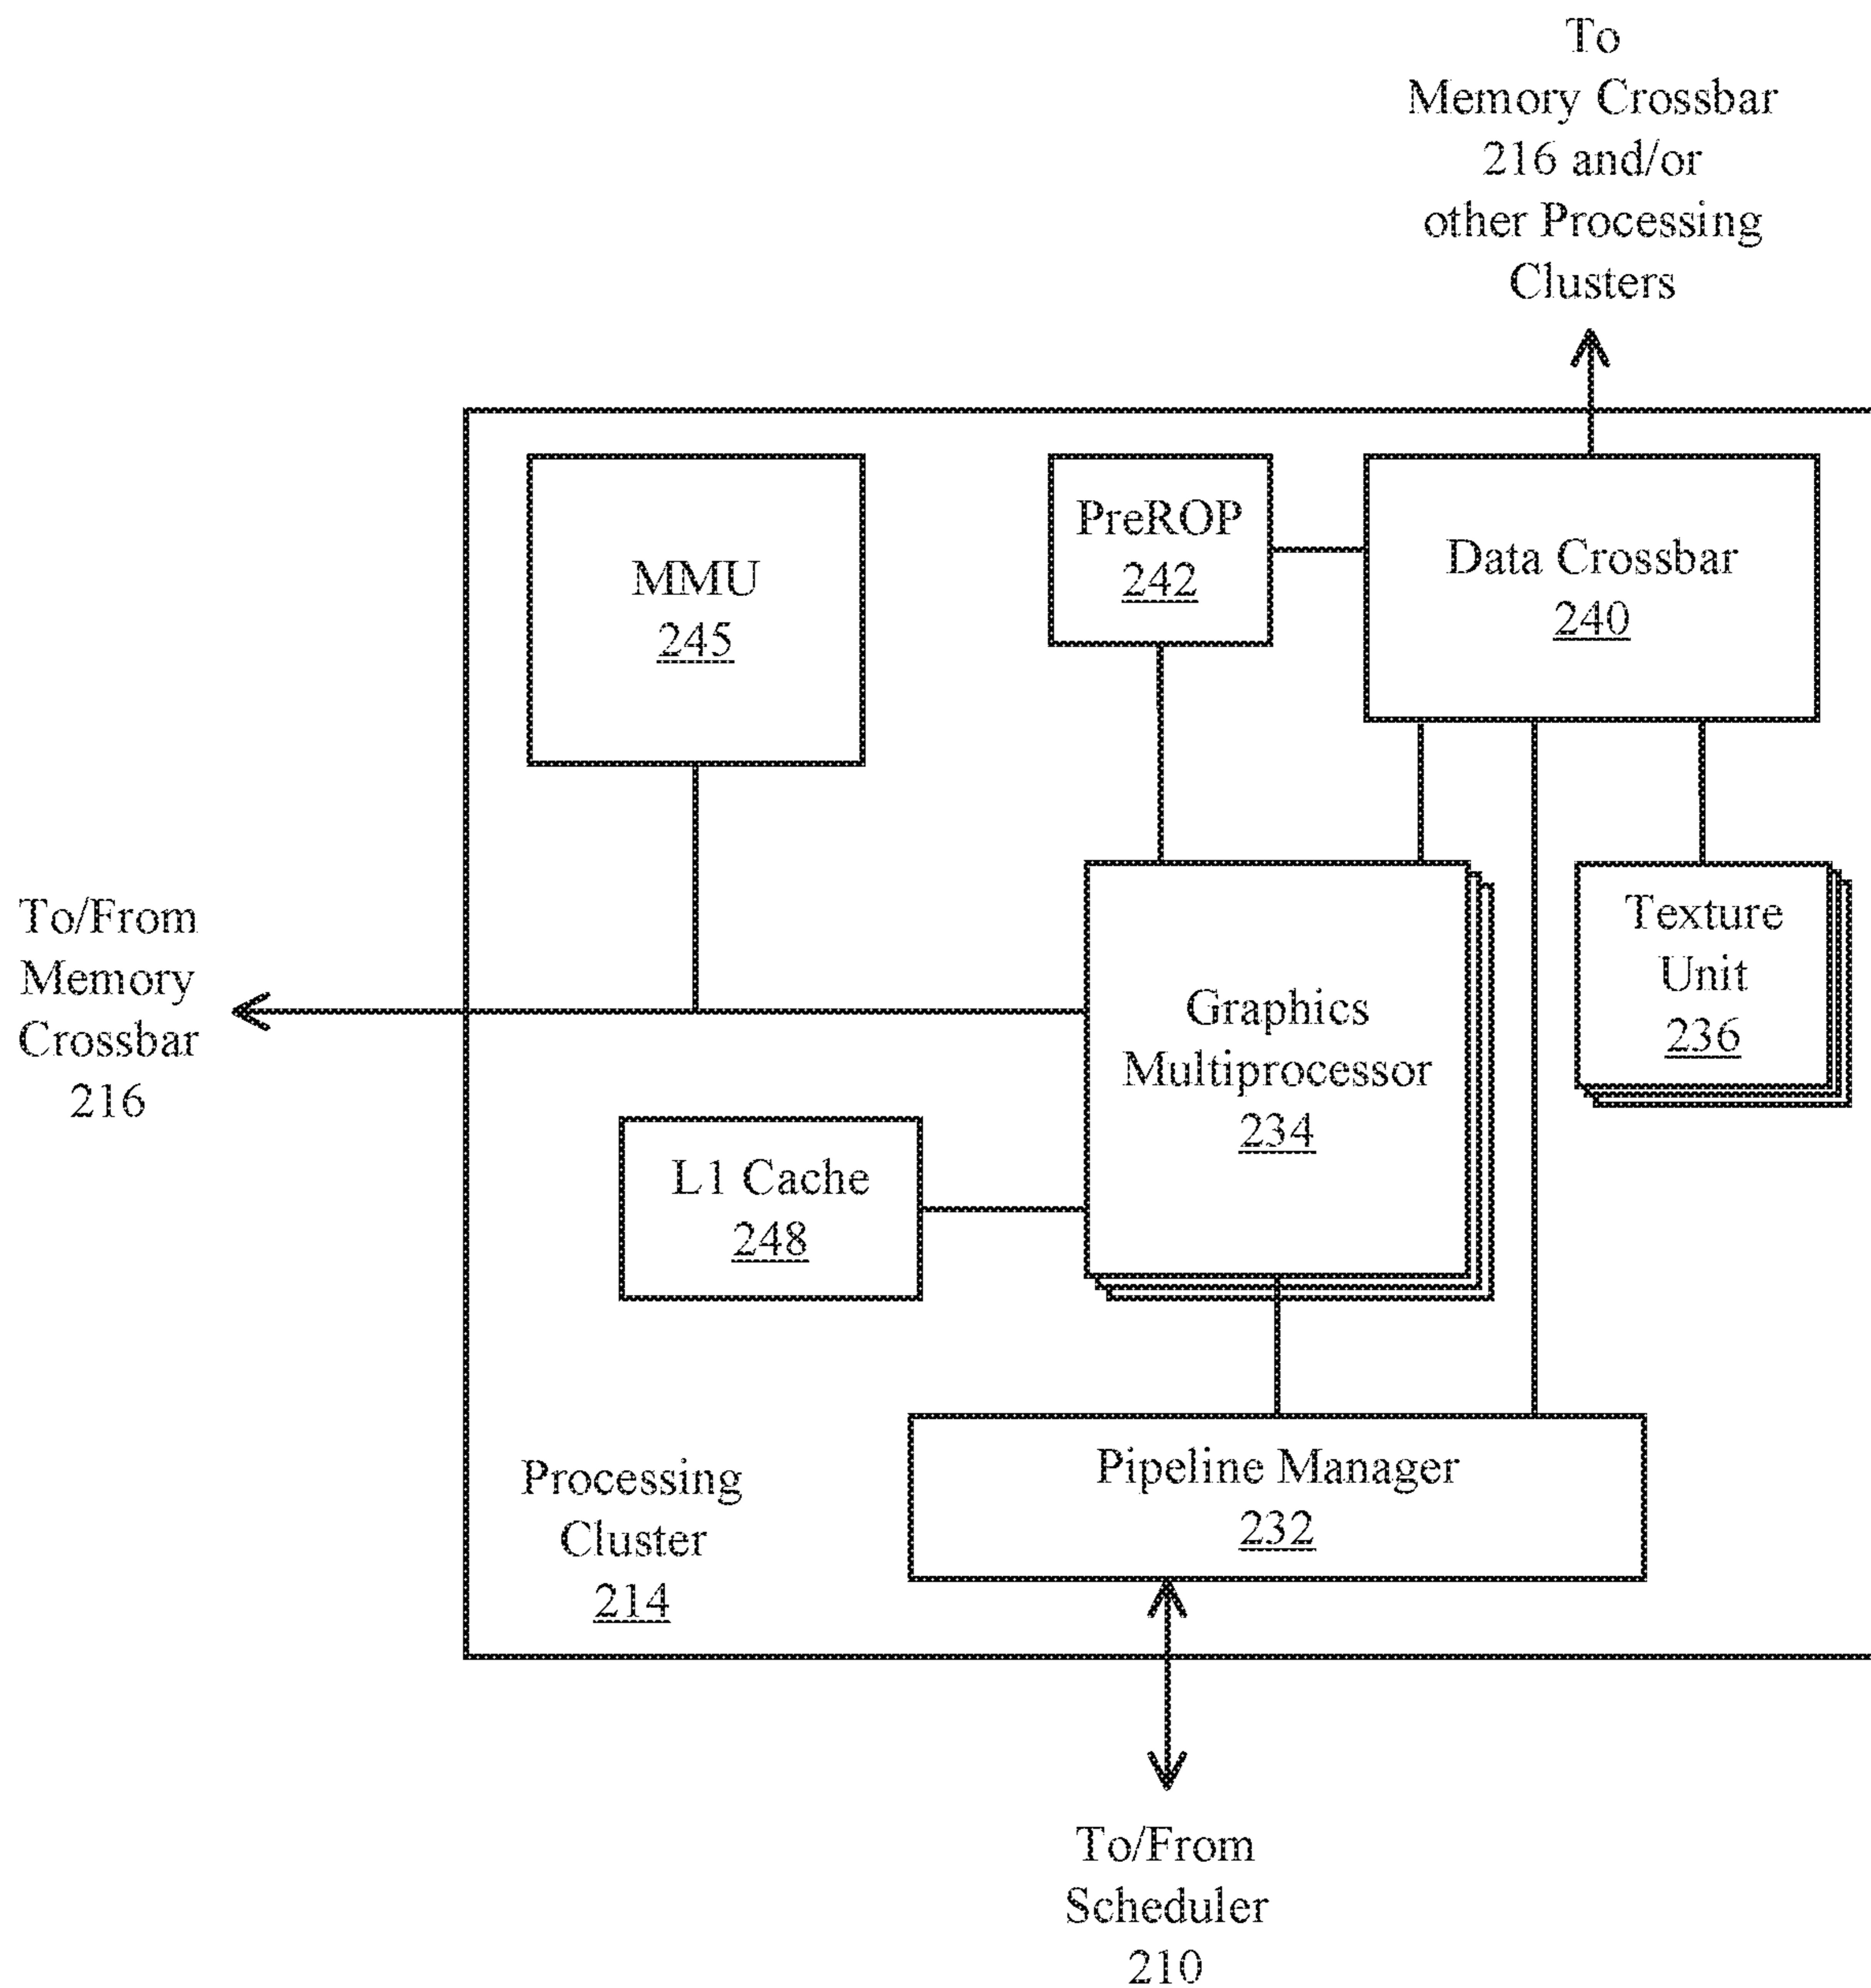 To
Memory Crossbar
216 and/or
other Processing
Clusters
MMU
245
PreROP
242
Data Crossbar
240
To/From
Memory
Crossbar
216
Graphics
Multiprocessor
234
Texture
Unit
236
L1 Cache
248
Processing
Cluster
214
Pipeline Manager
232
To/From
Scheduler
210